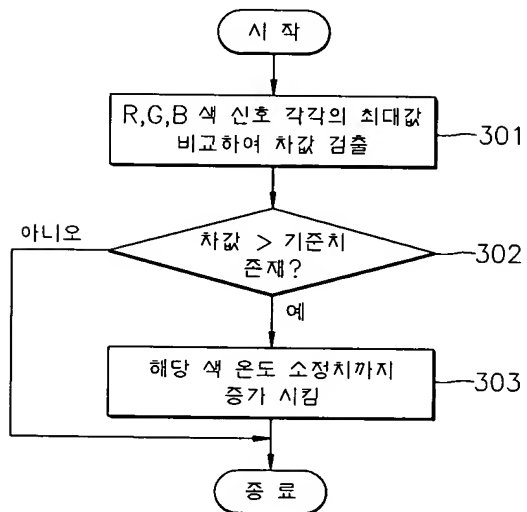 시 작
R,G,B 색 신호 각각의 최대값
비교하여 차값 검출
301
아니오
차값 > 기준치
존재?
302
예
해당 색 온도 소정치까지
증가 시킴
303
종 료